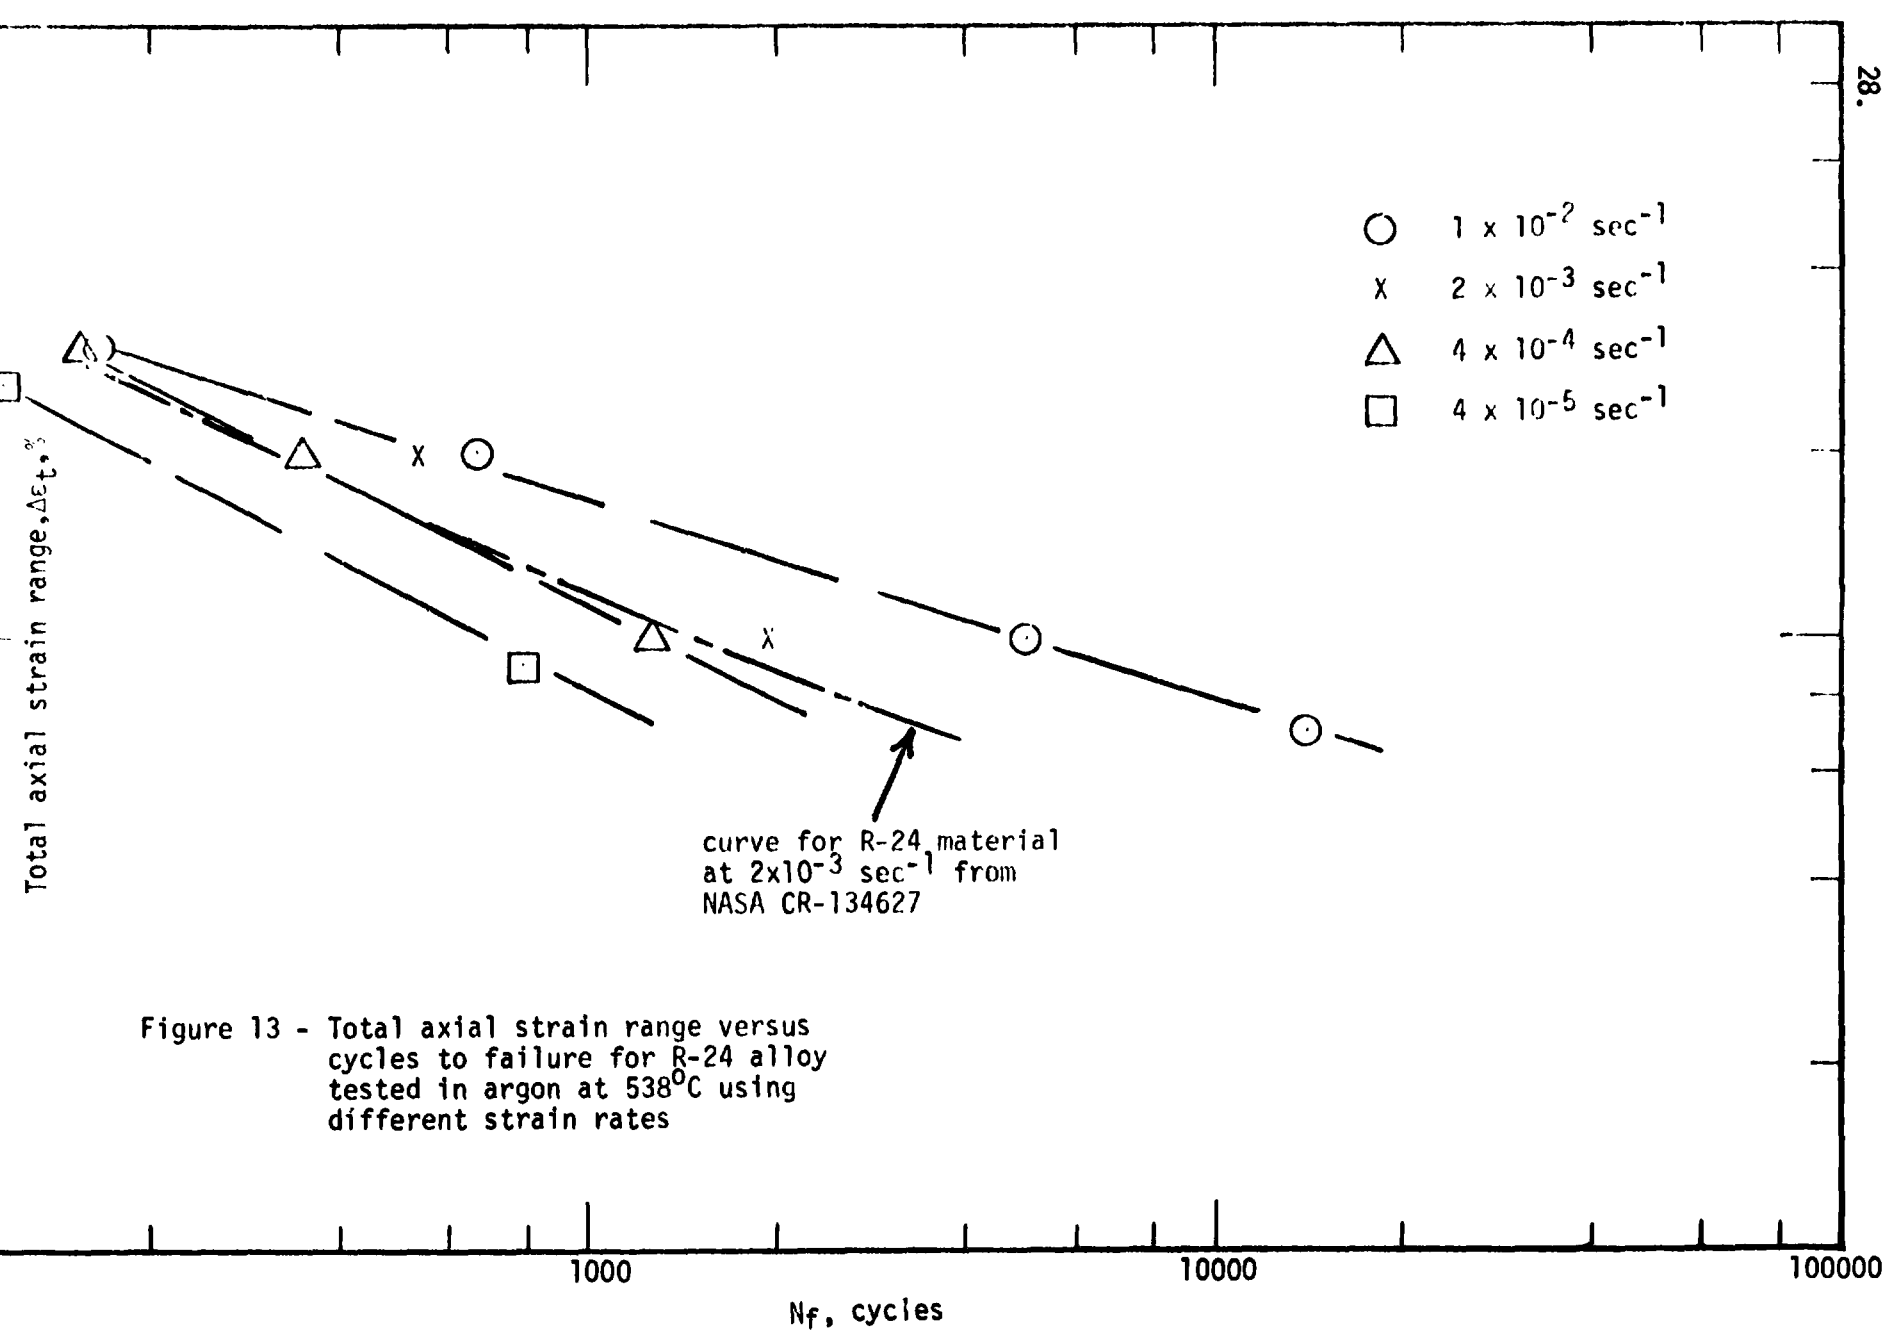 28.
1 x 10-2 sec-1
2 x 10-3 sec-1
4 x 10-4 sec-1
4 x 10-5 sec-1
Total axial strain range, Δεt, %
curve for R-24 material
at 2x10-3 sec-1 from
NASA CR-134627
Figure 13 - Total axial strain range versus
cycles to failure for R-24 alloy
tested in argon at 538oC using
different strain rates
1000
10000
100000
Nf, cycles